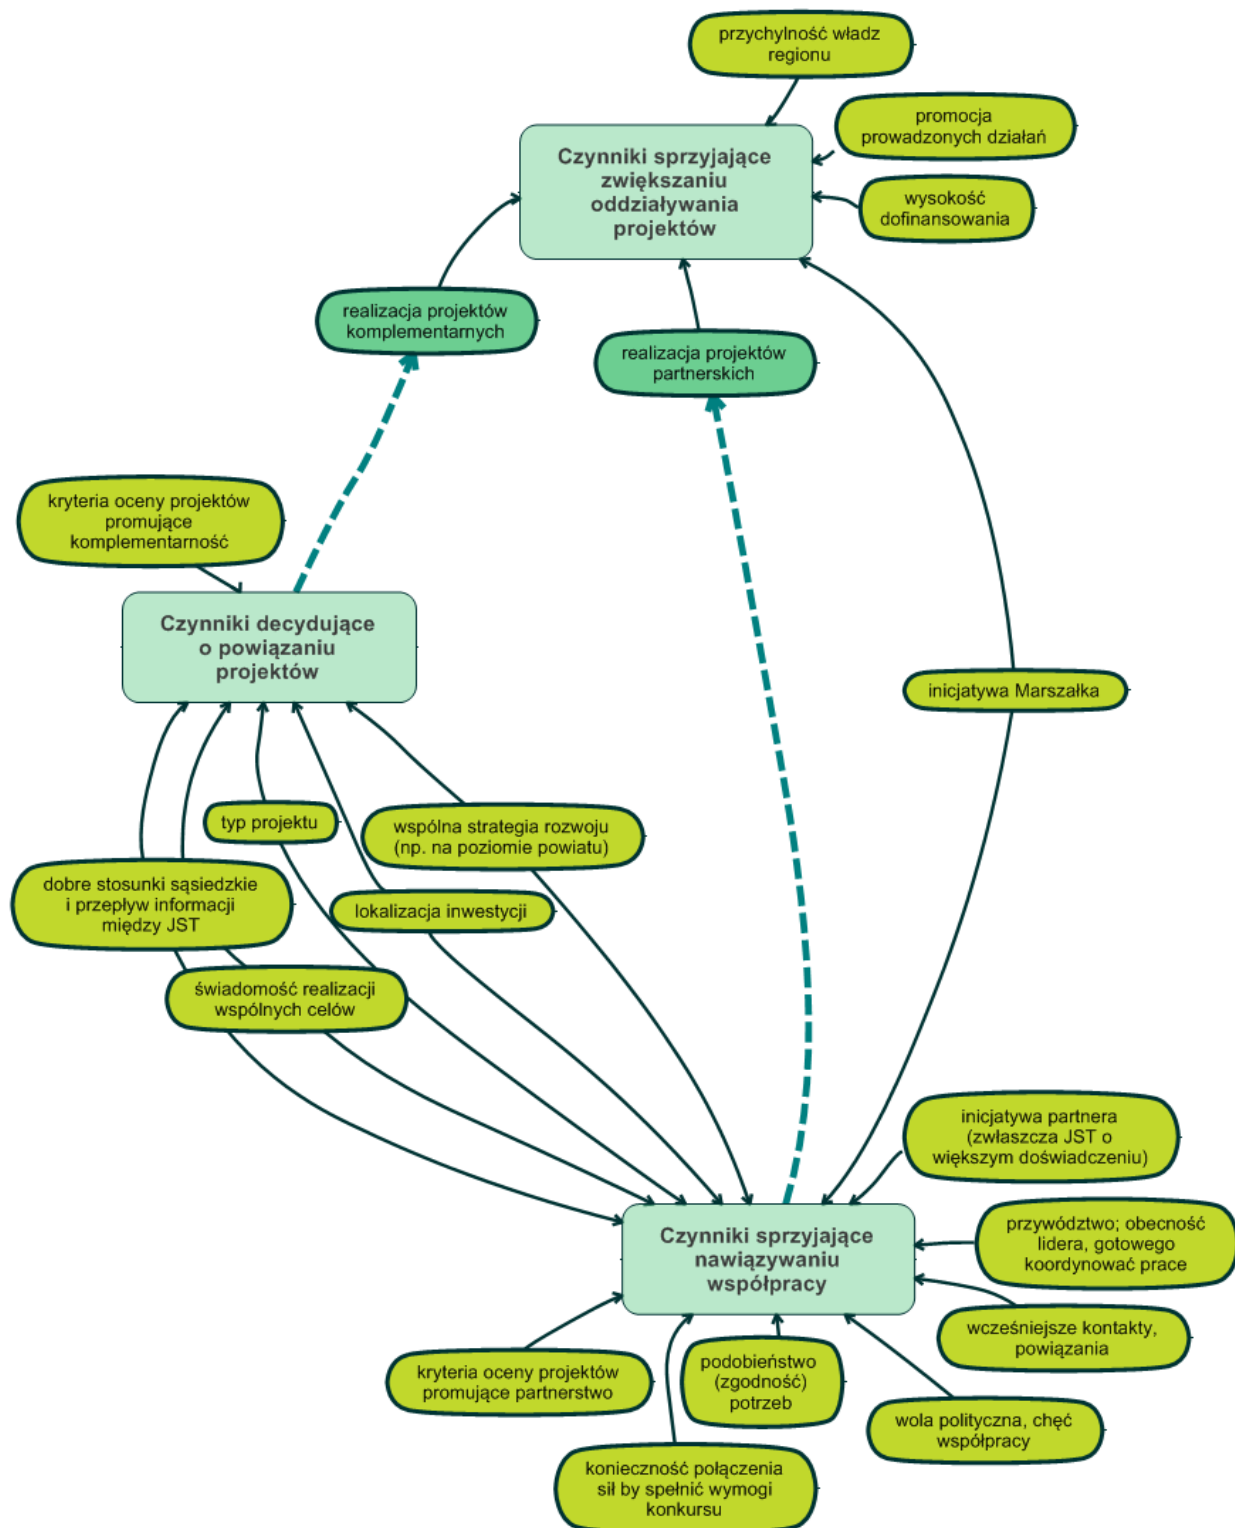 przychylność władz
regionu
promocja
prowadzonych działań
Czynniki sprzyjające
zwiększaniu
oddziaływania
projektów
wysokość
dofinansowania
realizacja projektów
komplementarnych
realizacja projektów
partnerskich
kryteria oceny projektów
promujące
komplementarność
Czynniki decydujące
o powiązaniu
projektów
inicjatywa Marszałka
typ projektu
wspólna strategia rozwoju
(np. na poziomie powiatu)
dobre stosunki sąsiedzkie
i przepływ informacji
między JST
lokalizacja inwestycji
świadomość realizacji
wspólnych celów
inicjatywa partnera
(zwłaszcza JST o
większym doświadczeniu)
Czynniki sprzyjające
nawiązywaniu
współpracy
przywództwo; obecność
lidera, gotowego
koordynować prace
wcześniejsze kontakty,
powiązania
kryteria oceny projektów
promujące partnerstwo
podobieństwo
(zgodność)
potrzeb
wola polityczna, chęć
współpracy
konieczność połączenia
sił by spełnić wymogi
konkursu